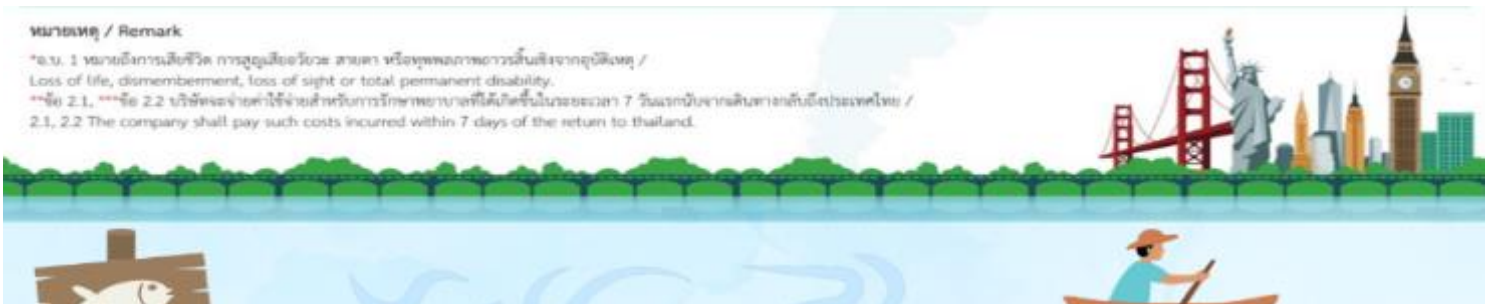 หมายเหตุ / Remark
*อ.บ. 1 หมายถึงการเสียชีวิต การสูญเสียอวัยวะ สายตา หรือทุพพลภาพถาวรสิ้นเชิงจากอุบัติเหตุ /
Loss of life, dismemberment, loss of sight or total permanent disability.
**ข้อ 2.1, ***ข้อ 2.2 บริษัทจะจ่ายค่าใช้จ่ายสำหรับการรักษาพยาบาลที่ได้เกิดขึ้นในระยะเวลา 7 วันแรกนับจากเดินทางกลับถึงประเทศไทย /
2.1, 2.2 The company shall pay such costs incurred within 7 days of the return to thailand.